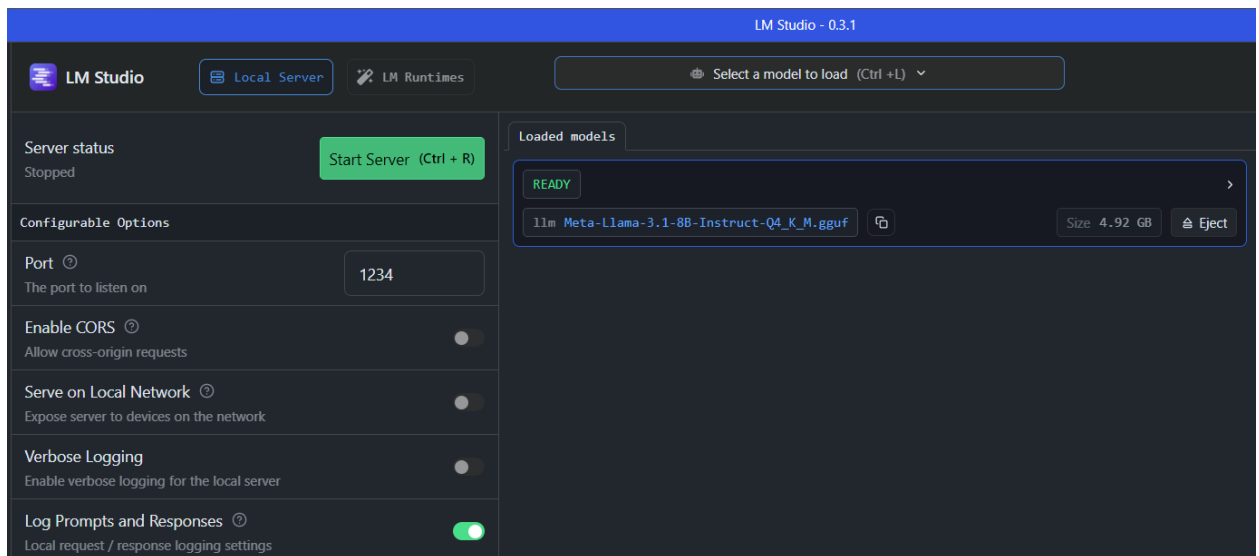 LM Studio - 0.3.1
LM Studio
Local Server
LM Runtimes
Select a model to load (Ctrl +L)
Server status
Stopped
Start Server (Ctrl + R)
Configurable Options
Port
The port to listen on
1234
Enable CORS
Allow cross-origin requests
Serve on Local Network
Expose server to devices on the network
Verbose Logging
Enable verbose logging for the local server
Log Prompts and Responses
Local request / response logging settings
Loaded models
READY
llm Meta-Llama-3.1-8B-Instruct-Q4_K_M.gguf
Size 4.92 GB
Eject